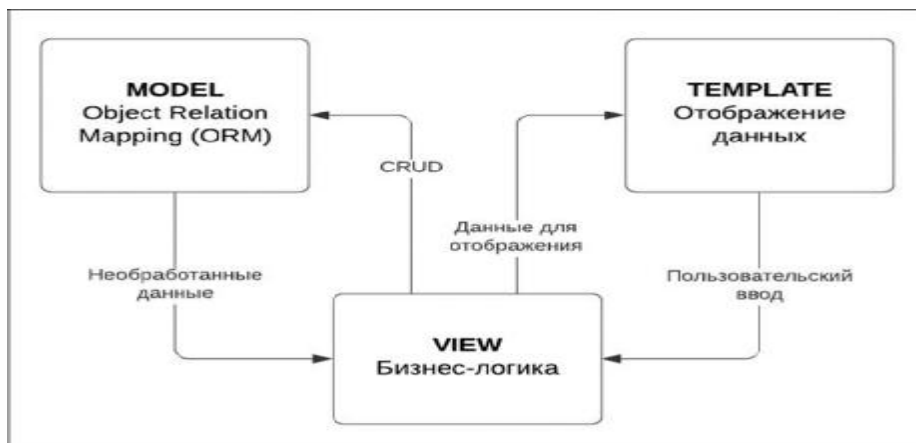 MODEL
Object Relation
Mapping (ORM)
TEMPLATE
Отображение
данных
CRUD
Данные для
отображения
Необработанные
данные
Пользовательский
ввод
VIEW
Бизнес-логика